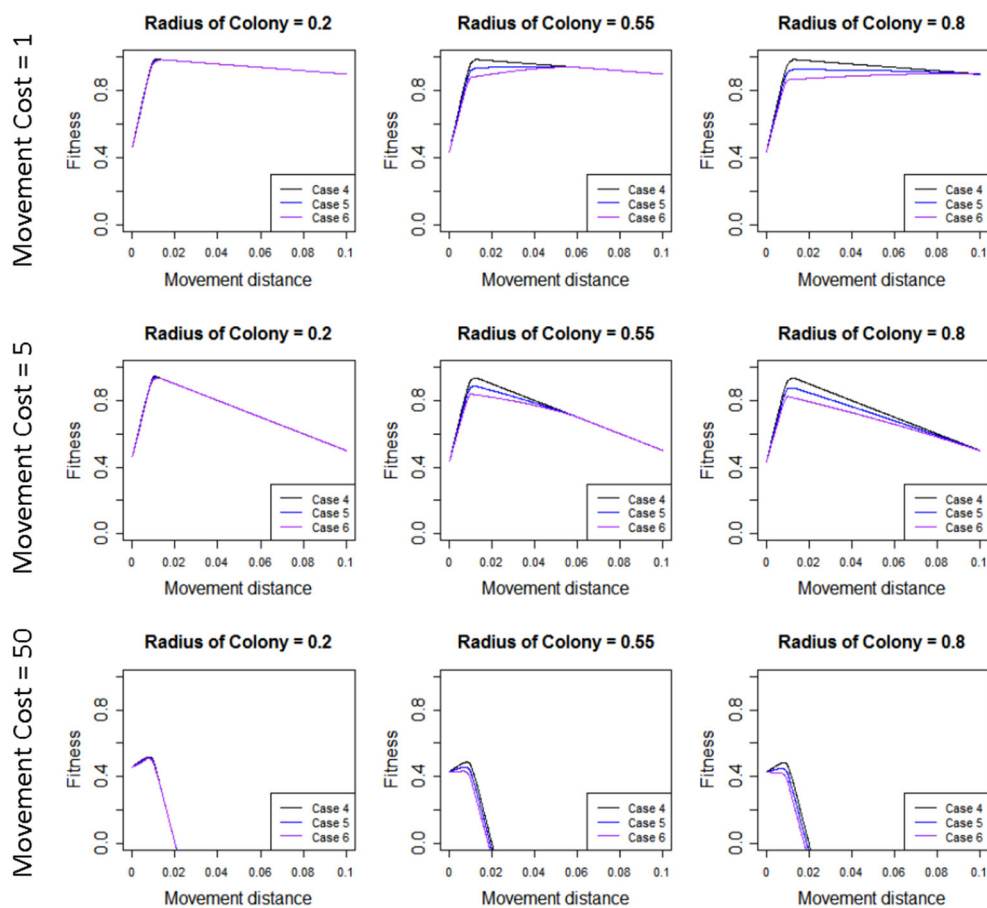 Movement Cost = 1
Radius of Colony = 0.2
Fitness
0.0 0.4 0.8
Case 4
Case 5
Case 6
0 0.02 0.04 0.06 0.08 0.1
Movement distance
Radius of Colony = 0.55
Fitness
0.0 0.4 0.8
Case 4
Case 5
Case 6
0 0.02 0.04 0.06 0.08 0.1
Movement distance
Radius of Colony = 0.8
Fitness
0.0 0.4 0.8
Case 4
Case 5
Case 6
0 0.02 0.04 0.06 0.08 0.1
Movement distance
Movement Cost = 5
Radius of Colony = 0.2
Fitness
0.0 0.4 0.8
Case 4
Case 5
Case 6
0 0.02 0.04 0.06 0.08 0.1
Movement distance
Radius of Colony = 0.55
Fitness
0.0 0.4 0.8
Case 4
Case 5
Case 6
0 0.02 0.04 0.06 0.08 0.1
Movement distance
Radius of Colony = 0.8
Fitness
0.0 0.4 0.8
Case 4
Case 5
Case 6
0 0.02 0.04 0.06 0.08 0.1
Movement distance
Movement Cost = 50
Radius of Colony = 0.2
Fitness
0.0 0.4 0.8
Case 4
Case 5
Case 6
0 0.02 0.04 0.06 0.08 0.1
Movement distance
Radius of Colony = 0.55
Fitness
0.0 0.4 0.8
Case 4
Case 5
Case 6
0 0.02 0.04 0.06 0.08 0.1
Movement distance
Radius of Colony = 0.8
Fitness
0.0 0.4 0.8
Case 4
Case 5
Case 6
0 0.02 0.04 0.06 0.08 0.1
Movement distance